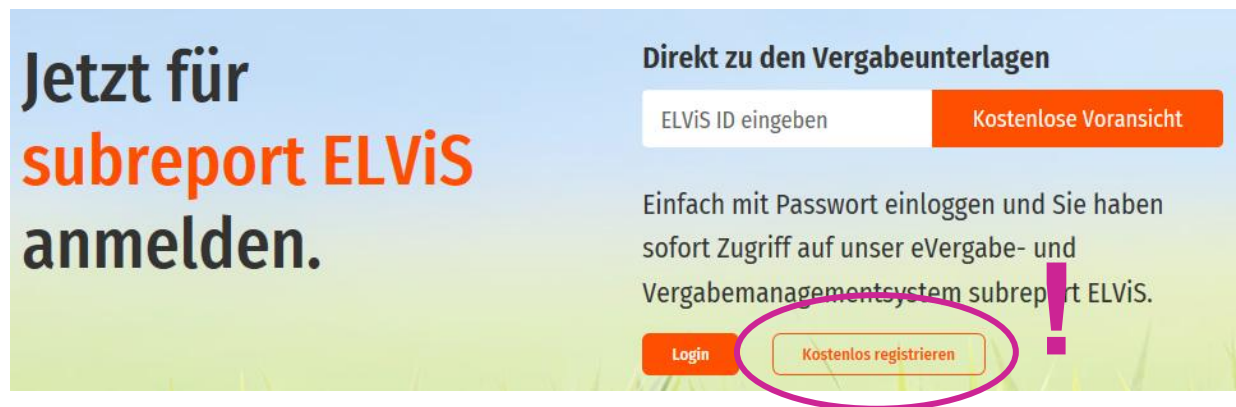 Jetzt für
subreport ELViS
anmelden.
Direkt zu den Vergabeunterlagen
ELViS ID eingeben
Kostenlose Voransicht
Einfach mit Passwort einloggen und Sie haben
sofort Zugriff auf unser eVergabe- und
Vergabemanagementsystem subreport ELViS.
Login
Kostenlos registrieren
!